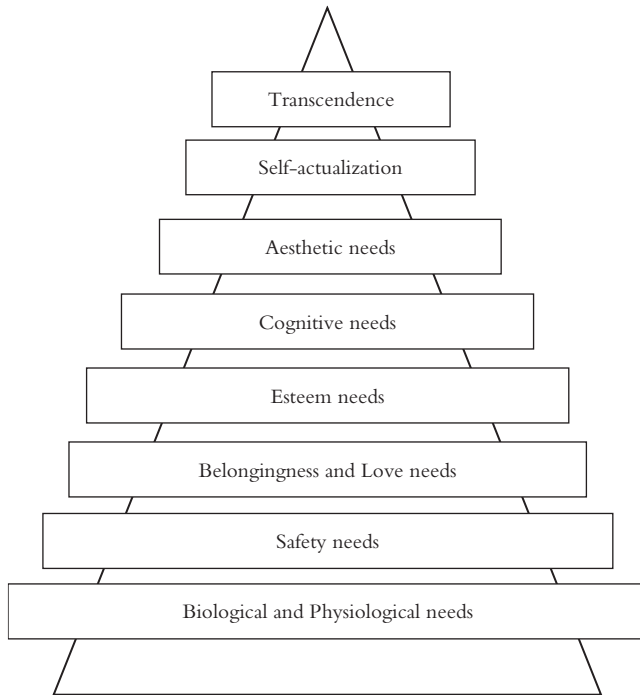 Transcendence
Self-actualization
Aesthetic needs
Cognitive needs
Esteem needs
Belongingness and Love needs
Safety needs
Biological and Physiological needs